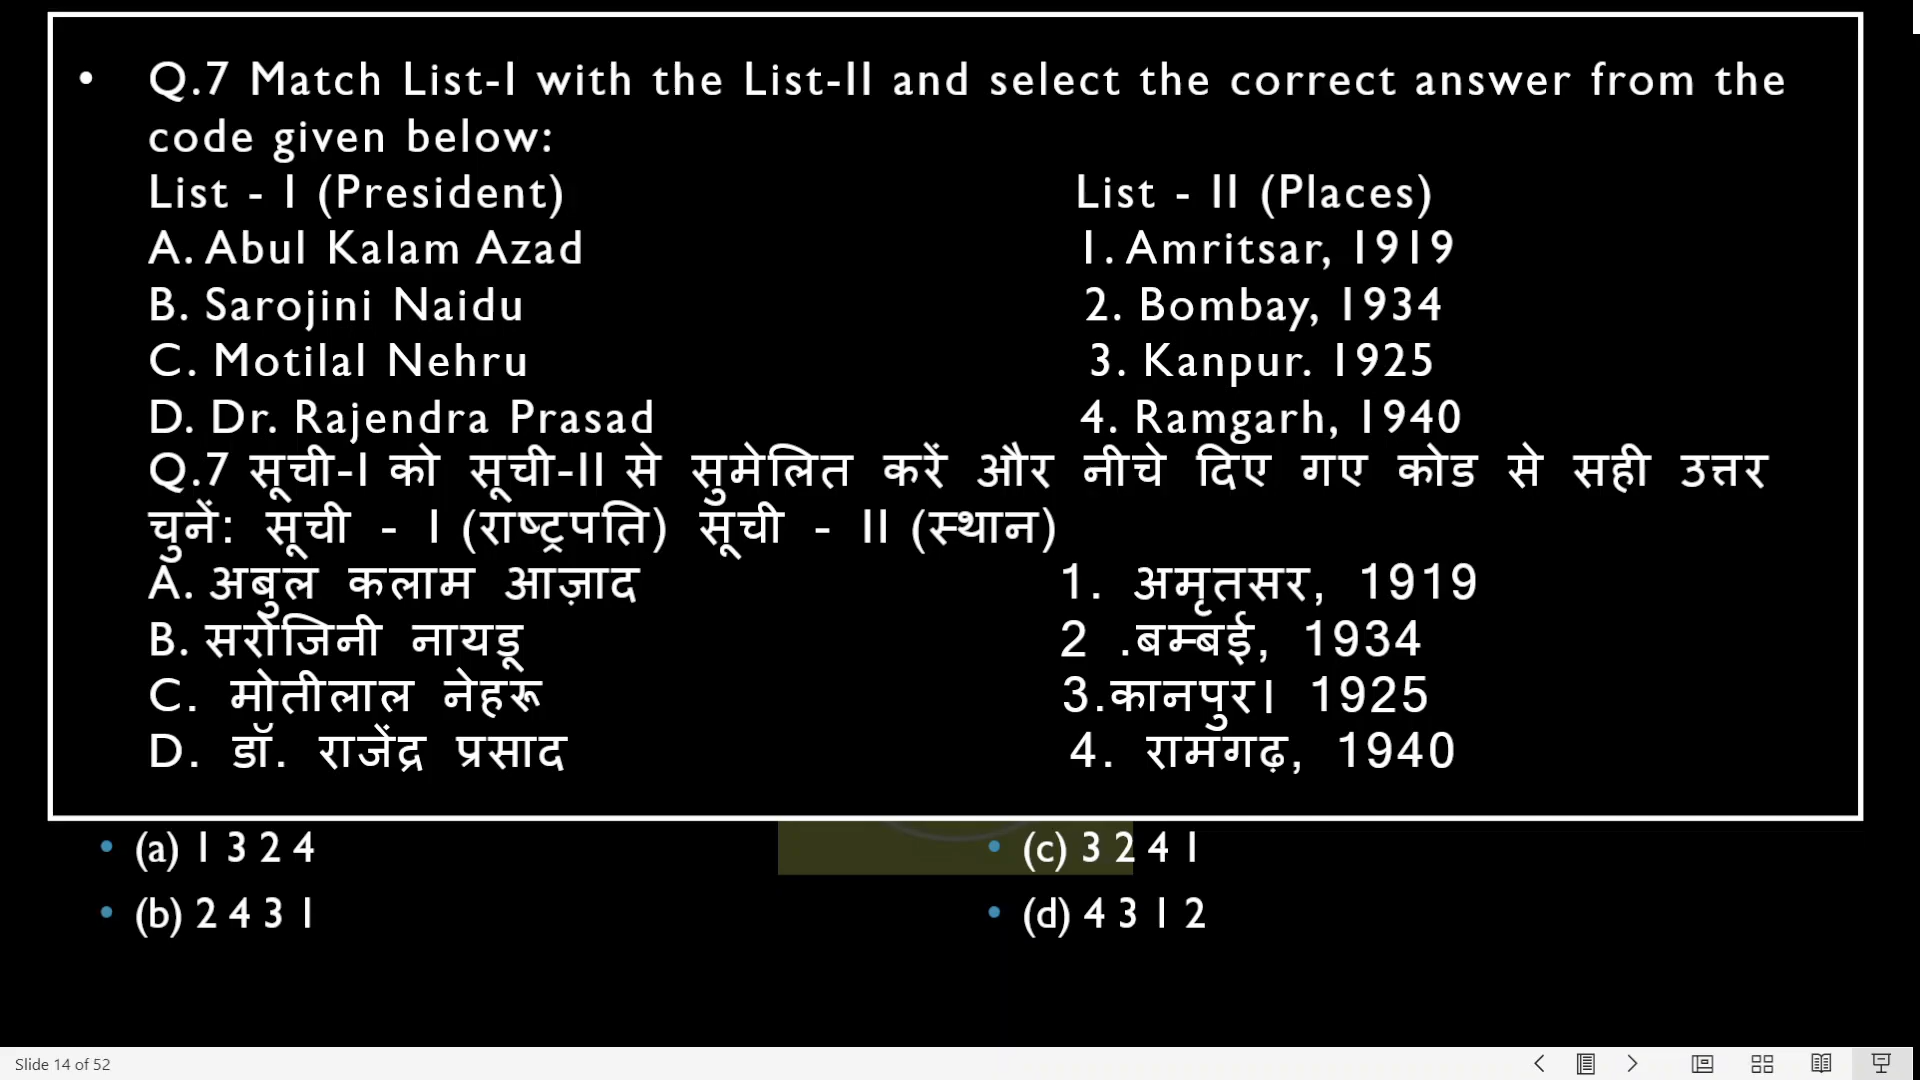 • Q.7 Match List-I with the List-II and select the correct answer from the
code given below:
List - I (President) List - II (Places)
A. Abul Kalam Azad 1. Amritsar, 1919
B. Sarojini Naidu 2. Bombay, 1934
C. Motilal Nehru 3. Kanpur. 1925
D. Dr. Rajendra Prasad 4. Ramgarh, 1940
Q.7 सूची-I को सूची-II से सुमेलित करें और नीचे दिए गए कोड से सही उत्तर
चुनें: सूची - I (राष्ट्रपति) सूची - II (स्थान)
A. अबुल कलाम आज़ाद 1. अमृतसर, 1919
B. सरोजिनी नायडू 2 .बम्बई, 1934
C. मोतीलाल नेहरू 3.कानपुर। 1925
D. डॉ. राजेंद्र प्रसाद 4. रामगढ़, 1940
• (a) 1 3 2 4
• (b) 2 4 3 1
• (c) 3 2 4 1
• (d) 4 3 1 2
Slide 14 of 52